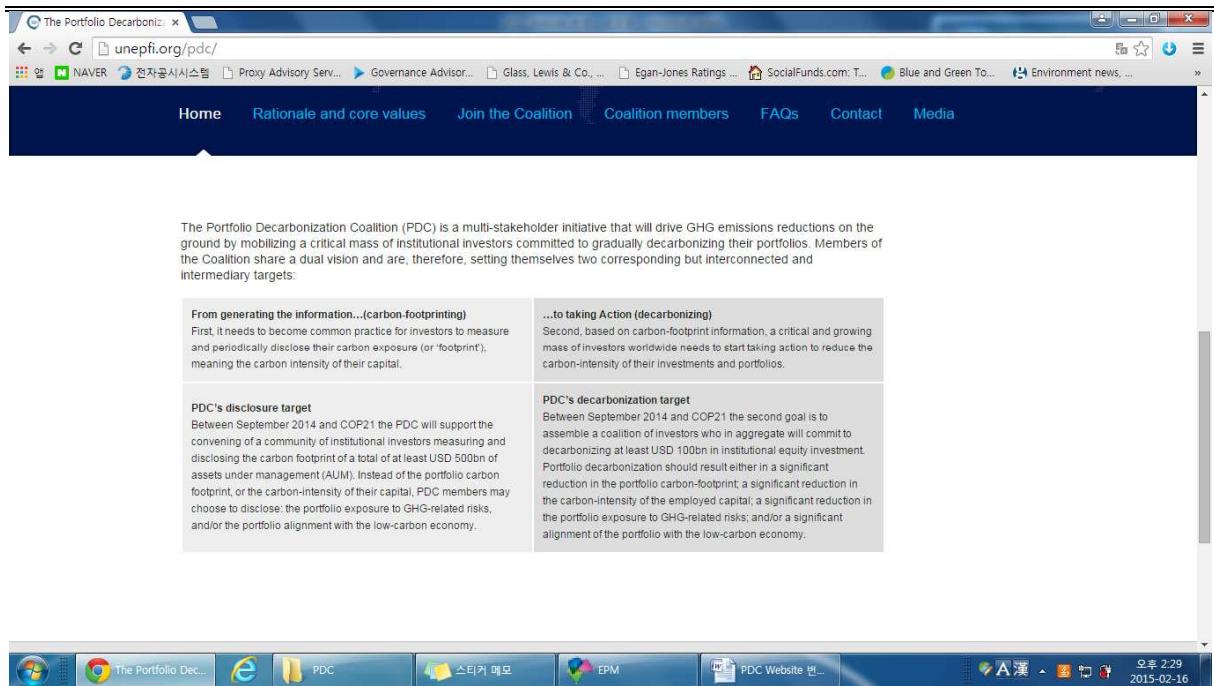 The Portfolio Decarboniz
unepfi.org/pdc/
앱 NAVER 전자공시시스템 Proxy Advisory Serv... Governance Advisor... Glass, Lewis & Co., ... Egan-Jones Ratings ... SocialFunds.com: T... Blue and Green To... Environment news, ... »
Home Rationale and core values Join the Coalition Coalition members FAQs Contact Media
The Portfolio Decarbonization Coalition (PDC) is a multi-stakeholder initiative that will drive GHG emissions reductions on the
ground by mobilizing a critical mass of institutional investors committed to gradually decarbonizing their portfolios. Members of
the Coalition share a dual vision and are, therefore, setting themselves two corresponding but interconnected and
intermediary targets:
From generating the information...(carbon-footprinting)
First, it needs to become common practice for investors to measure
and periodically disclose their carbon exposure (or 'footprint'),
meaning the carbon intensity of their capital.
...to taking Action (decarbonizing)
Second, based on carbon-footprint information, a critical and growing
mass of investors worldwide needs to start taking action to reduce the
carbon-intensity of their investments and portfolios.
PDC's disclosure target
Between September 2014 and COP21 the PDC will support the
convening of a community of institutional investors measuring and
disclosing the carbon footprint of a total of at least USD 500bn of
assets under management (AUM). Instead of the portfolio carbon
footprint, or the carbon-intensity of their capital, PDC members may
choose to disclose: the portfolio exposure to GHG-related risks,
and/or the portfolio alignment with the low-carbon economy.
PDC's decarbonization target
Between September 2014 and COP21 the second goal is to
assemble a coalition of investors who in aggregate will commit to
decarbonizing at least USD 100bn in institutional equity investment.
Portfolio decarbonization should result either in a significant
reduction in the portfolio carbon-footprint; a significant reduction in
the carbon-intensity of the employed capital; a significant reduction in
the portfolio exposure to GHG-related risks; and/or a significant
alignment of the portfolio with the low-carbon economy.
The Portfolio Dec... PDC 스티커 메모 EPM PDC Website 번... A 漢 오후 2:29
2015-02-16